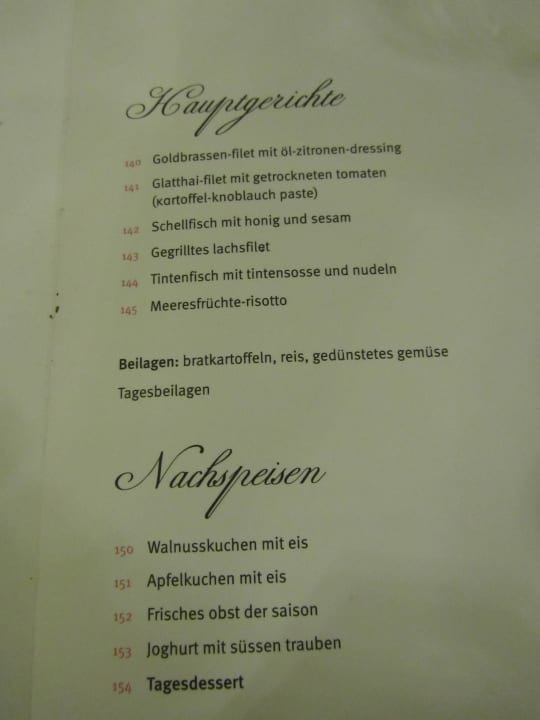 Hauptgerichte
140 Goldbrassen-filet mit öl-zitronen-dressing
141 Glatthai-filet mit getrockneten tomaten
(kartoffel-knoblauch paste)
142 Schellfisch mit honig und sesam
143 Gegrilltes lachsfilet
144 Tintenfisch mit tintensosse und nudeln
145 Meeresfrüchte-risotto
Beilagen: bratkartoffeln, reis, gedünstetes gemüse
Tagesbeilagen
Nachspeisen
150 Walnusskuchen mit eis
151 Apfelkuchen mit eis
152 Frisches obst der saison
153 Joghurt mit süssen trauben
154 Tagesdessert